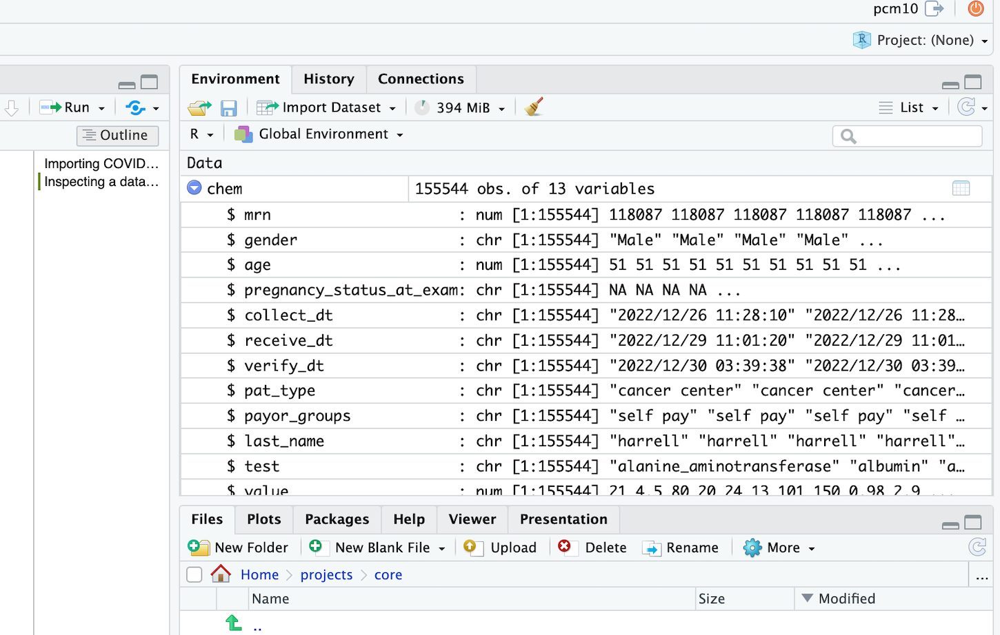 pcm10
Project: (None)
Environment History Connections
Run Import Dataset 394 MiB List
Outline R Global Environment
Importing COVID...
Inspecting a data...
Data
chem 155544 obs. of 13 variables
$ mrn : num [1:155544] 118087 118087 118087 118087 118087 ...
$ gender : chr [1:155544] "Male" "Male" "Male" "Male" ...
$ age : num [1:155544] 51 51 51 51 51 51 51 51 51 51 ...
$ pregnancy_status_at_exam: chr [1:155544] NA NA NA NA ...
$ collect_dt : chr [1:155544] "2022/12/26 11:28:10" "2022/12/26 11:28…
$ receive_dt : chr [1:155544] "2022/12/29 11:01:20" "2022/12/29 11:01…
$ verify_dt : chr [1:155544] "2022/12/30 03:39:38" "2022/12/30 03:39…
$ pat_type : chr [1:155544] "cancer center" "cancer center" "cancer…
$ payor_groups : chr [1:155544] "self pay" "self pay" "self pay" "self …
$ last_name : chr [1:155544] "harrell" "harrell" "harrell" "harrell"…
$ test : chr [1:155544] "alanine_aminotransferase" "albumin" "a…
$ value : num [1:155544] 21 4.5 80 20 24 13 101 150 0.98 2.9 ...
Files Plots Packages Help Viewer Presentation
New Folder New Blank File Upload Delete Rename More
Home projects core ...
Name Size Modified
..